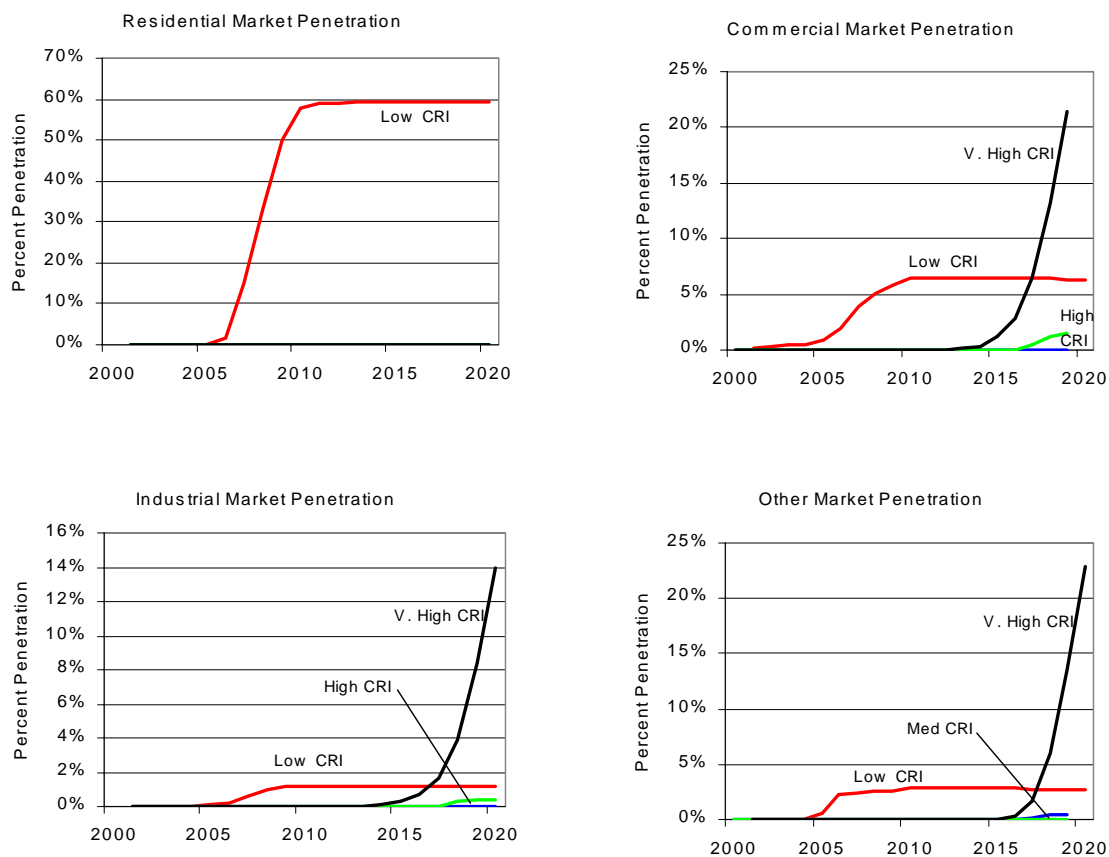 Residential Market Penetration
Percent Penetration
70%
60%
50%
40%
30%
20%
10%
0%
Low CRI
2000 2005 2010 2015 2020
Commercial Market Penetration
Percent Penetration
25%
20%
15%
10%
5%
0%
V. High CRI
Low CRI
High
CRI
2000 2005 2010 2015 2020
Industrial Market Penetration
Percent Penetration
16%
14%
12%
10%
8%
6%
4%
2%
0%
V. High CRI
High CRI
Low CRI
2000 2005 2010 2015 2020
Other Market Penetration
Percent Penetration
25%
20%
15%
10%
5%
0%
V. High CRI
Med CRI
Low CRI
2000 2005 2010 2015 2020